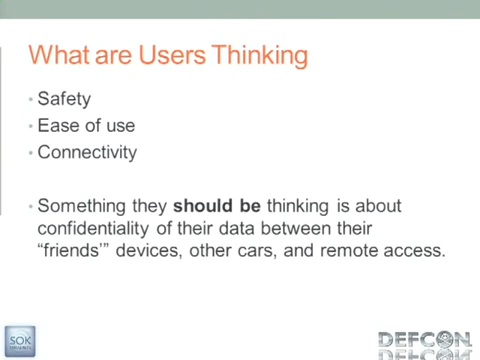 What are Users Thinking
• Safety
• Ease of use
• Connectivity
• Something they should be thinking is about
confidentiality of their data between their
“friends’” devices, other cars, and remote access.
SOK
DEFCON